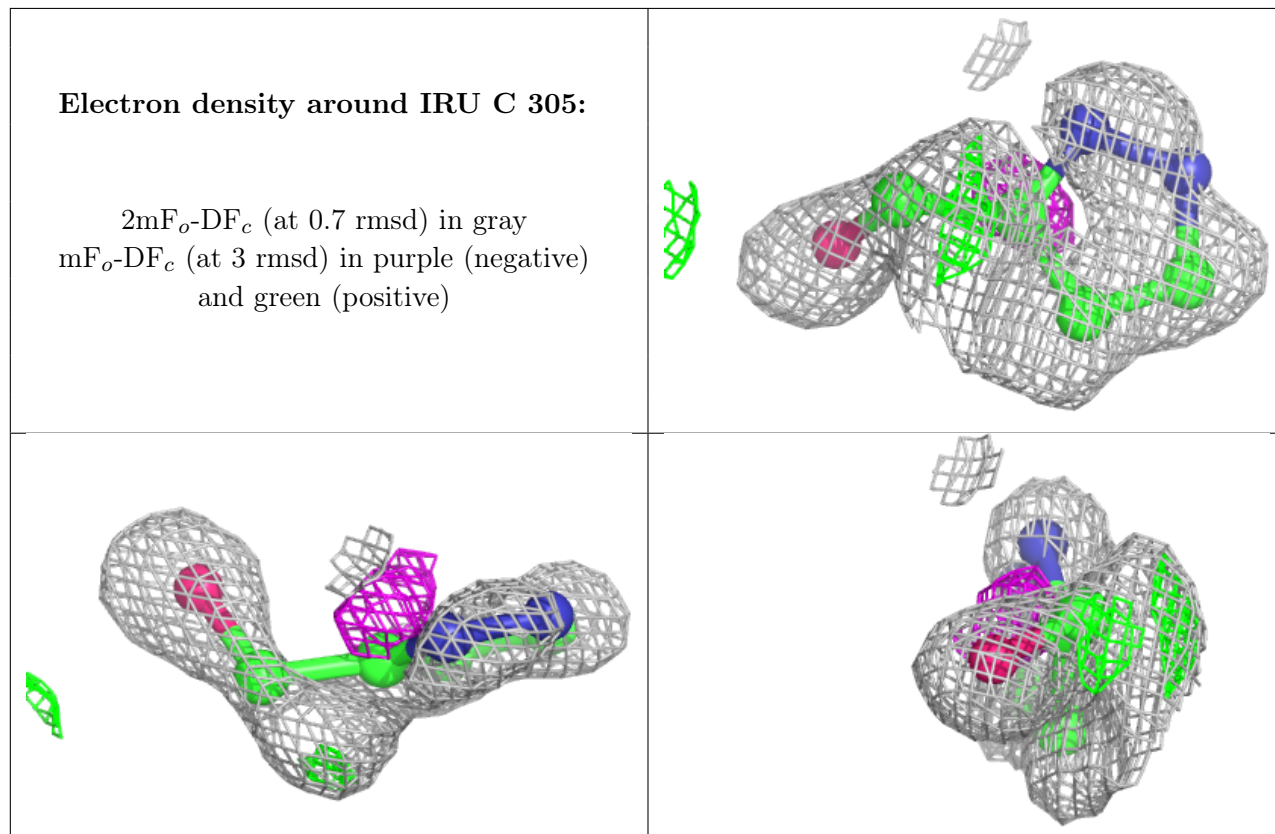 Electron density around IRU C 305:
2mFo-DFc (at 0.7 rmsd) in gray
mFo-DFc (at 3 rmsd) in purple (negative)
and green (positive)